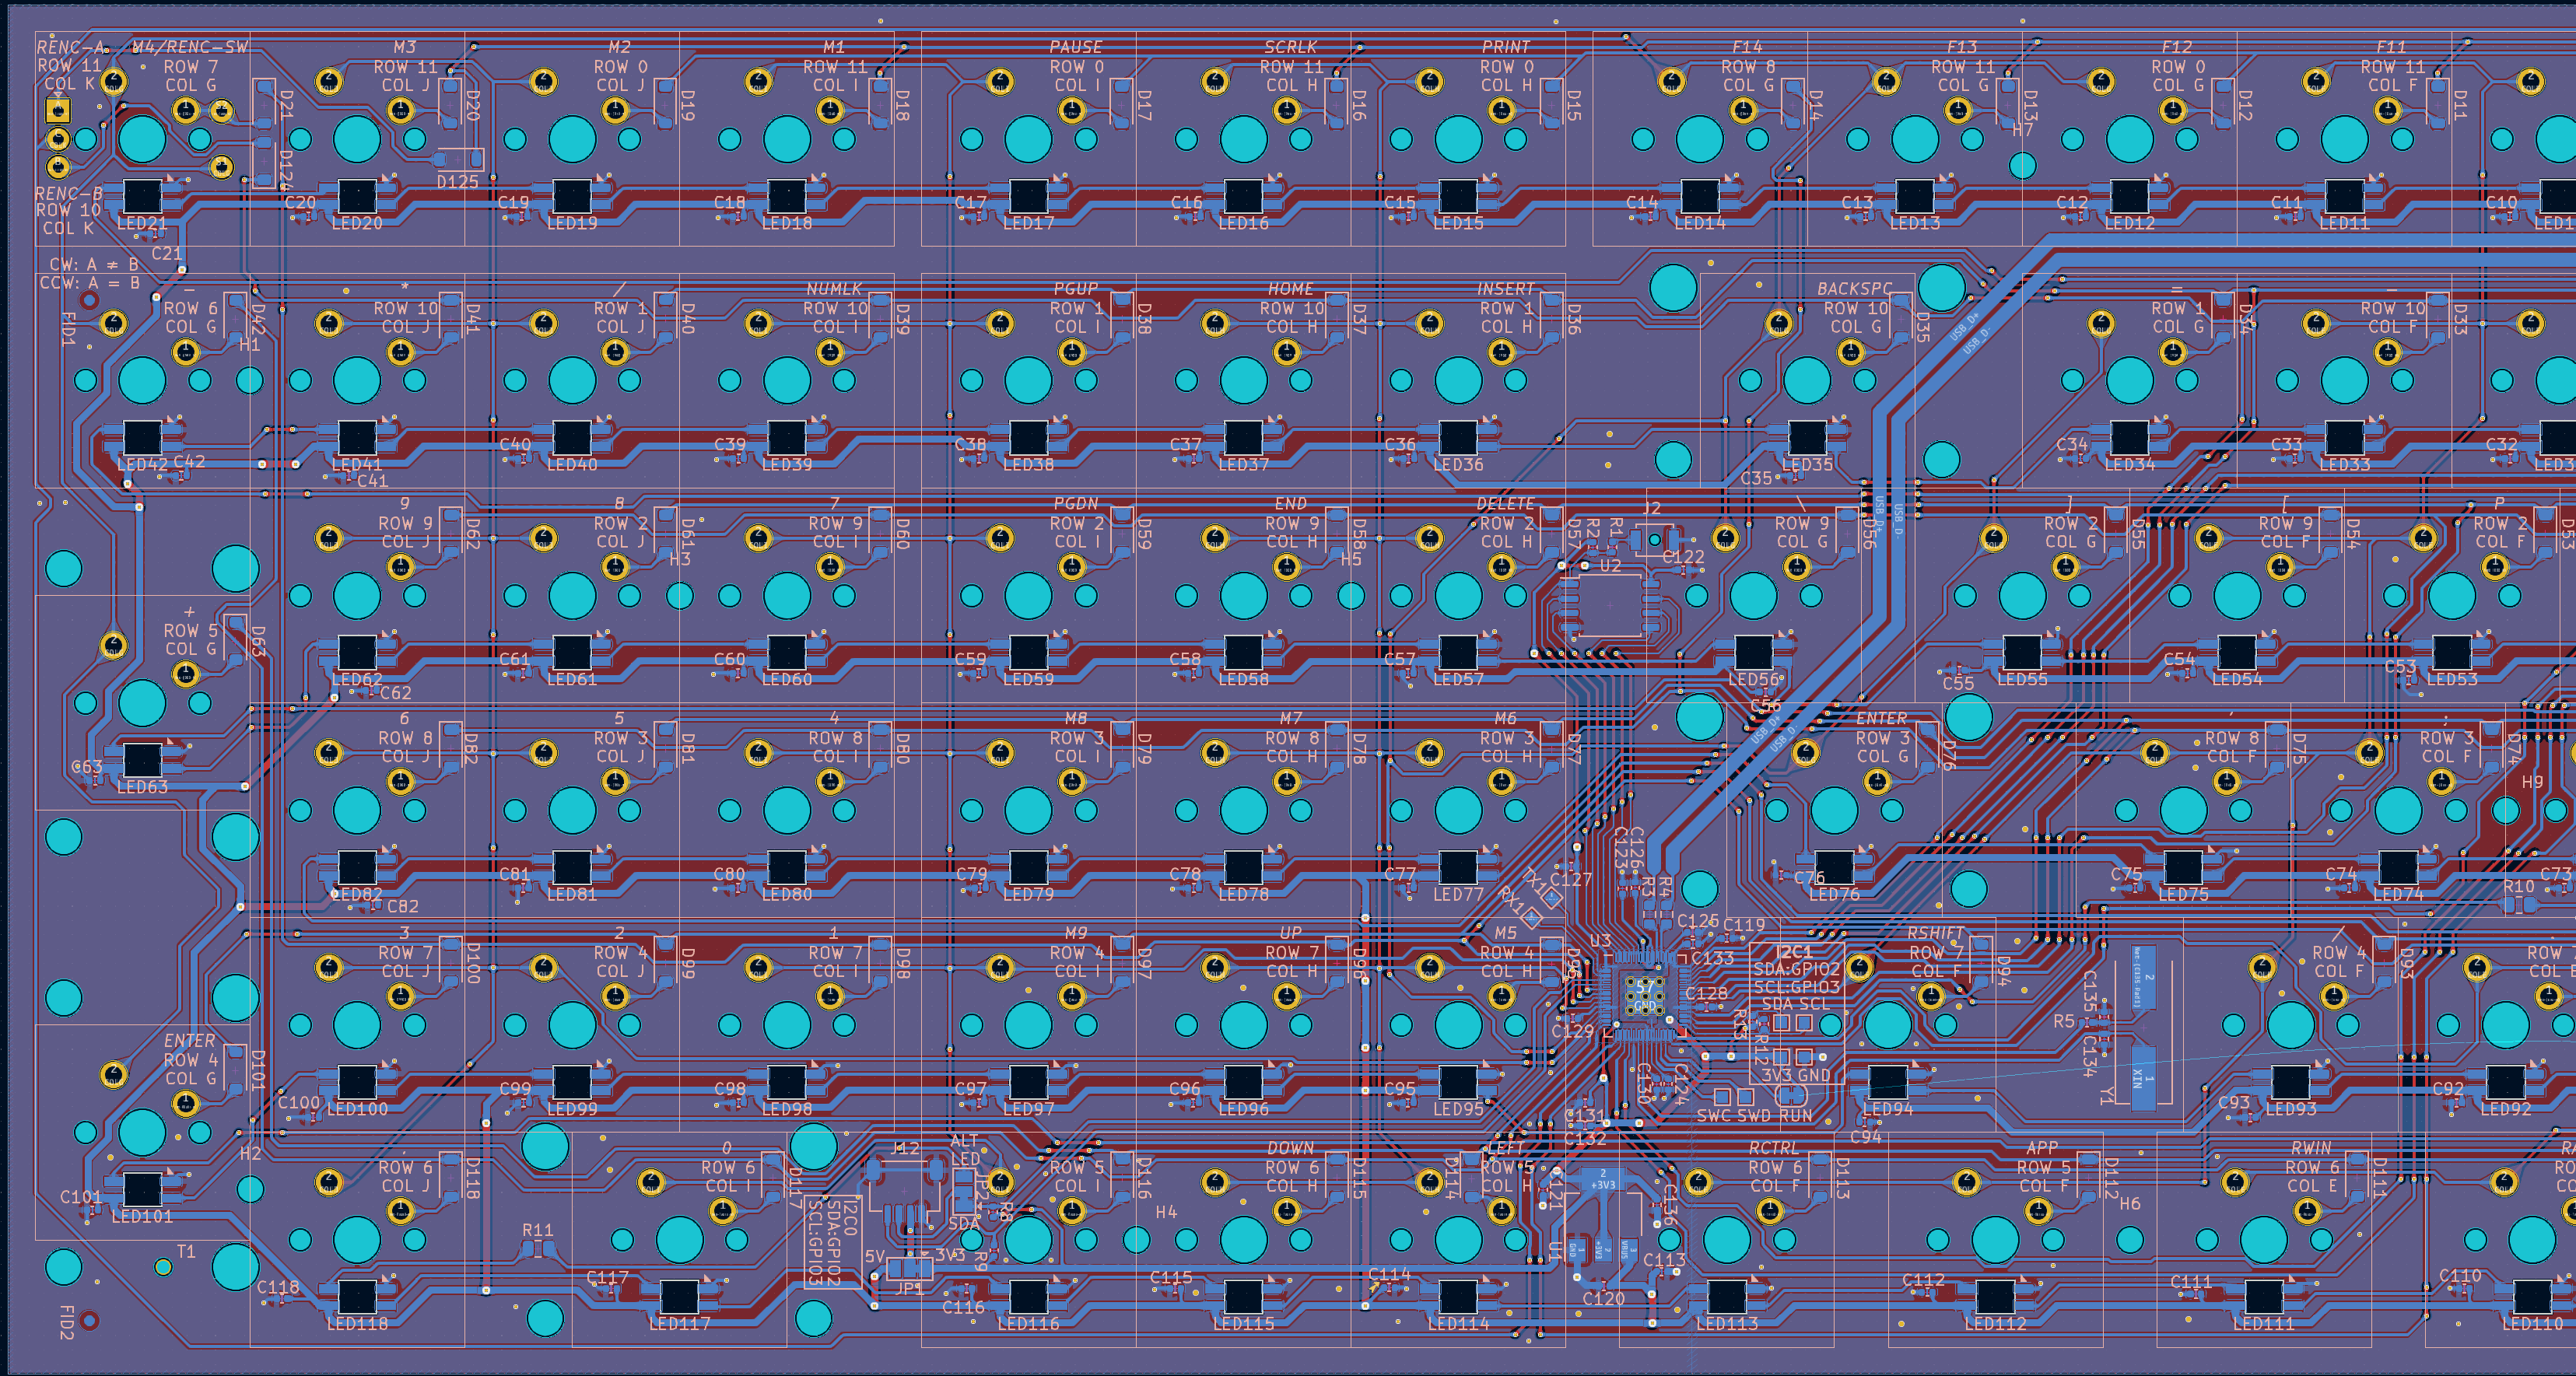 RENC-A
ROW 11
COL K
M4/RENC-SW
ROW 7
COL G
D21
D124
M3
ROW 11
COL J
D20
D125
M2
ROW 0
COL J
D19
M1
ROW 11
COL I
D18
PAUSE
ROW 0
COL I
D17
SCRLK
ROW 11
COL H
D16
PRINT
ROW 0
COL H
D15
F14
ROW 8
COL G
D14
F13
ROW 11
COL G
D13
H7
F12
ROW 0
COL G
D12
F11
ROW 11
COL F
D11
RENC-B
ROW 10
COL K
LED21
C21
C20
LED20
C19
LED19
C18
LED18
C17
LED17
C16
LED16
C15
LED15
C14
LED14
C13
LED13
C12
LED12
C11
LED11
C10
CW: A ≠ B
CCW: A = B
FID1
-
ROW 6
COL G
D42
H1
*
ROW 10
COL J
D41
/
ROW 1
COL J
D40
NUMLK
ROW 10
COL I
D39
PGUP
ROW 1
COL I
D38
HOME
ROW 10
COL H
D37
INSERT
ROW 1
COL H
D36
BACKSPC
ROW 10
COL G
D35
USB_D+
USB_D-
=
ROW 1
COL G
D34
-
ROW 10
COL F
D33
LED42
C42
LED41
C41
C40
LED40
C39
LED39
C38
LED38
C37
LED37
C36
LED36
C35
LED35
C34
LED34
C33
LED33
C32
9
ROW 9
COL J
D62
8
ROW 2
COL J
D61
H3
7
ROW 9
COL I
D60
PGDN
ROW 2
COL I
D59
END
ROW 9
COL H
D58
H5
DELETE
ROW 2
COL H
D57
R2
R1
J2
C122
U2
\
ROW 9
COL G
D56
USB_D+
USB_D-
]
ROW 2
COL G
D55
[
ROW 9
COL F
D54
P
ROW 2
COL F
D53
+
ROW 5
COL G
D63
LED62
C62
C61
LED61
C60
LED60
C59
LED59
C58
LED58
C57
LED57
LED56
C56
C55
LED55
C54
LED54
C53
LED53
C63
LED63
6
ROW 8
COL J
D82
5
ROW 3
COL J
D81
4
ROW 8
COL I
D80
M8
ROW 3
COL I
D79
M7
ROW 8
COL H
D78
M6
ROW 3
COL H
D77
USB_D+
USB_D-
ENTER
ROW 3
COL G
D76
'
ROW 8
COL F
D75
;
ROW 3
COL F
D74
H9
LED82
C82
C81
LED81
C80
LED80
C79
LED79
C78
LED78
C77
LED77
TX1
RX1
C127
C123
C126
R3
R4
C76
LED76
C75
LED75
C74
LED74
C73
R10
3
ROW 7
COL J
D100
2
ROW 4
COL J
D99
1
ROW 7
COL I
D98
M9
ROW 4
COL I
D97
UP
ROW 7
COL H
D96
M5
ROW 4
COL H
D95
U3
57
GND
C125
C119
C133
C128
C129
R13
R12
I2C1
SDA:GPIO2
SCL:GPIO3
SDA SCL
3V3 GND
SWC SWD RUN
RSHIFT
ROW 7
COL F
D94
C135
R5
C134
2
1
XIN
Y1
/
ROW 4
COL F
D93
ENTER
ROW 4
COL G
D101
C100
LED100
C99
LED99
C98
LED98
C97
LED97
C96
LED96
C95
LED95
C130
C124
C131
C132
LED94
C94
C93
LED93
C92
LED92
H2
C101
LED101
.
ROW 6
COL J
D118
0
ROW 6
COL I
D117
I2C0
SDA:GPIO2
SCL:GPIO3
J12
ALT
LED
JP2
SDA
R8
R9
5V
3V3
JP1
ROW 5
COL I
D116
H4
DOWN
ROW 6
COL H
D115
LEFT
ROW 5
COL H
D114
C121
2
+3V3
U1
GND
+3V3
VBUS
C136
C113
C120
RCTRL
ROW 6
COL F
D113
APP
ROW 5
COL F
D112
H6
RWIN
ROW 6
COL E
D111
T1
FID2
C118
LED118
R11
C117
LED117
C116
LED116
C115
LED115
C114
LED114
LED113
C112
LED112
C111
LED111
C110
LED110